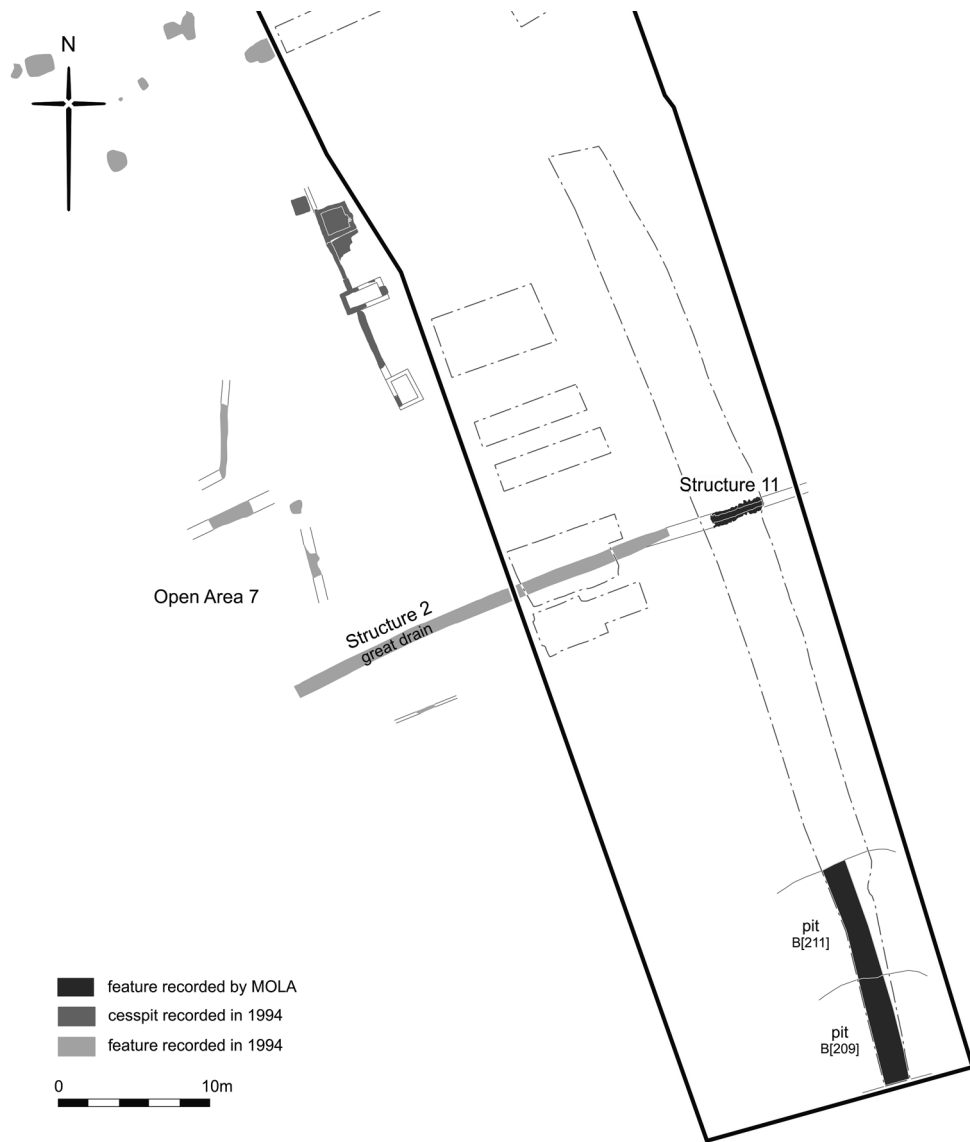 N
Structure 11
Open Area 7
Structure 2
great drain
pit
B[211]
pit
B[209]
feature recorded by MOLA
cesspit recorded in 1994
feature recorded in 1994
0 10m